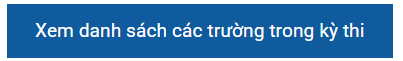 Xem danh sách các trường trong kỳ thi